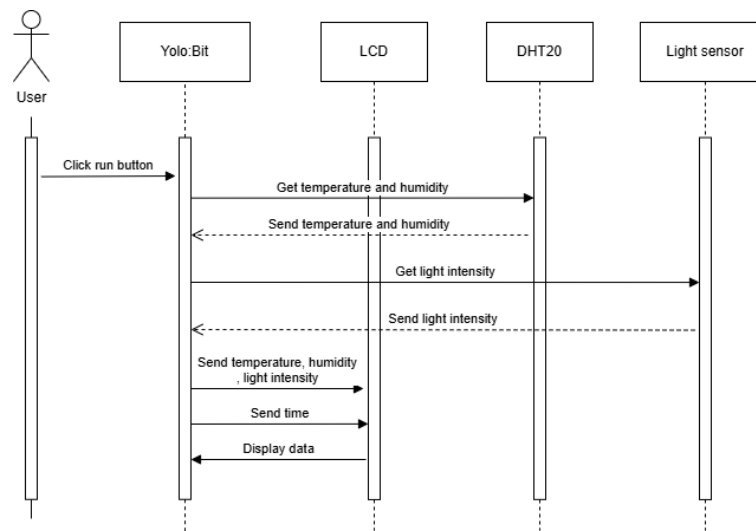 Yolo:Bit
LCD
DHT20
Light sensor
User
Click run button
Get temperature and humidity
Send temperature and humidity
Get light intensity
Send light intensity
Send temperature, humidity
, light intensity
Send time
Display data